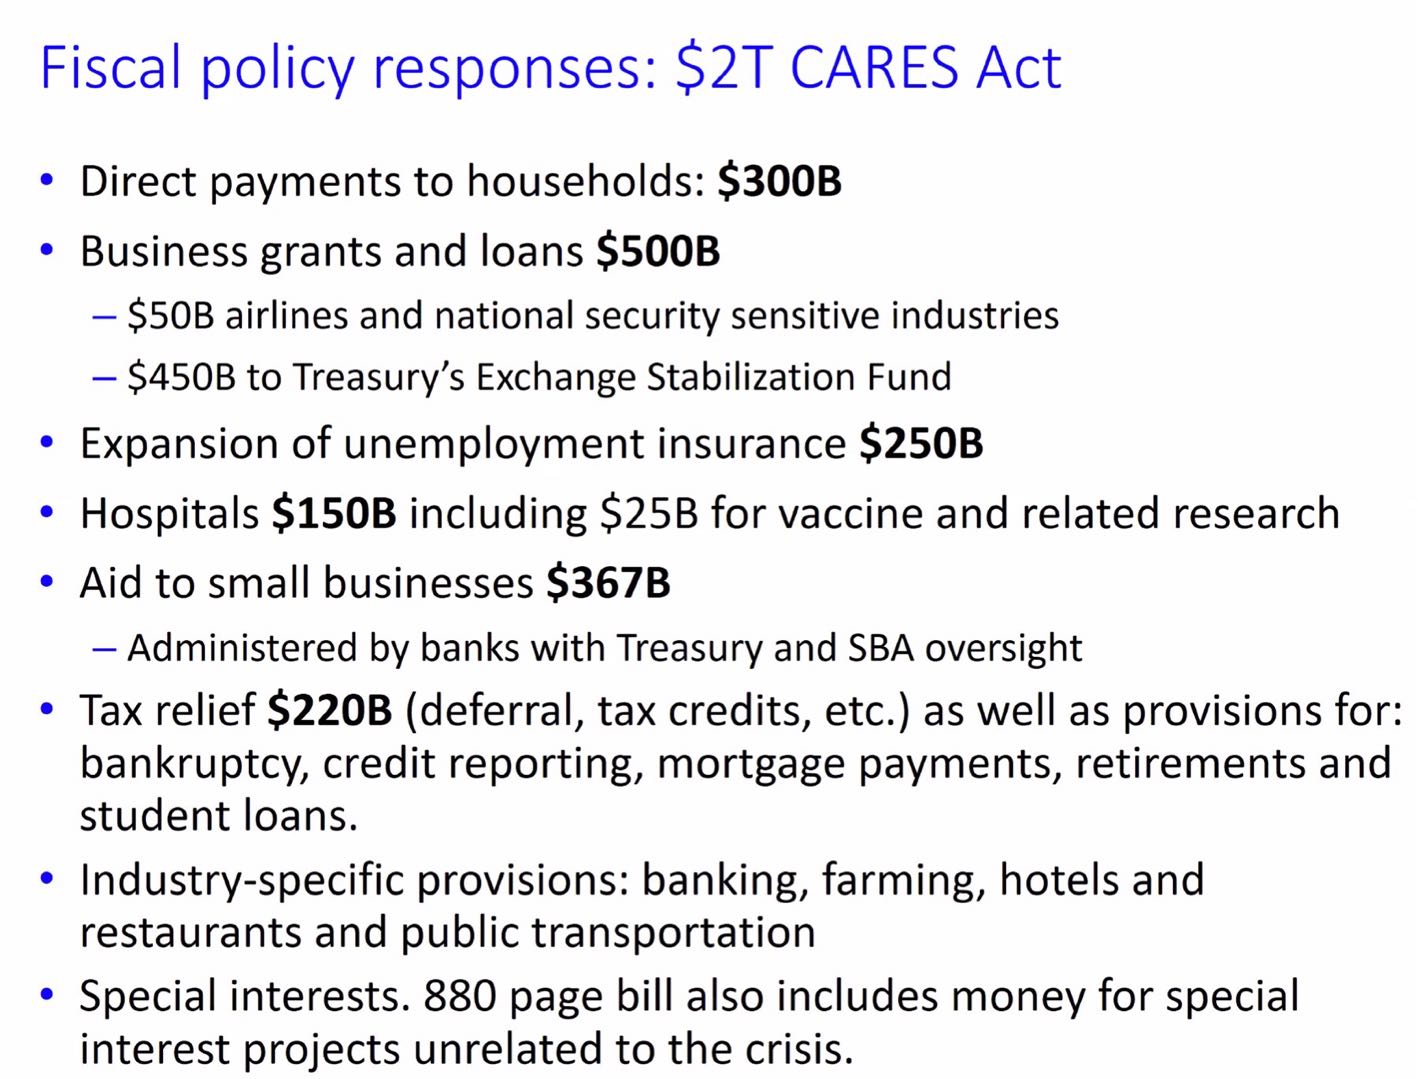 Fiscal policy responses: $2T CARES Act
• Direct payments to households: $300B
• Business grants and loans $500B
– $50B airlines and national security sensitive industries
– $450B to Treasury’s Exchange Stabilization Fund
• Expansion of unemployment insurance $250B
• Hospitals $150B including $25B for vaccine and related research
• Aid to small businesses $367B
– Administered by banks with Treasury and SBA oversight
• Tax relief $220B (deferral, tax credits, etc.) as well as provisions for:
bankruptcy, credit reporting, mortgage payments, retirements and
student loans.
• Industry-specific provisions: banking, farming, hotels and
restaurants and public transportation
• Special interests. 880 page bill also includes money for special
interest projects unrelated to the crisis.